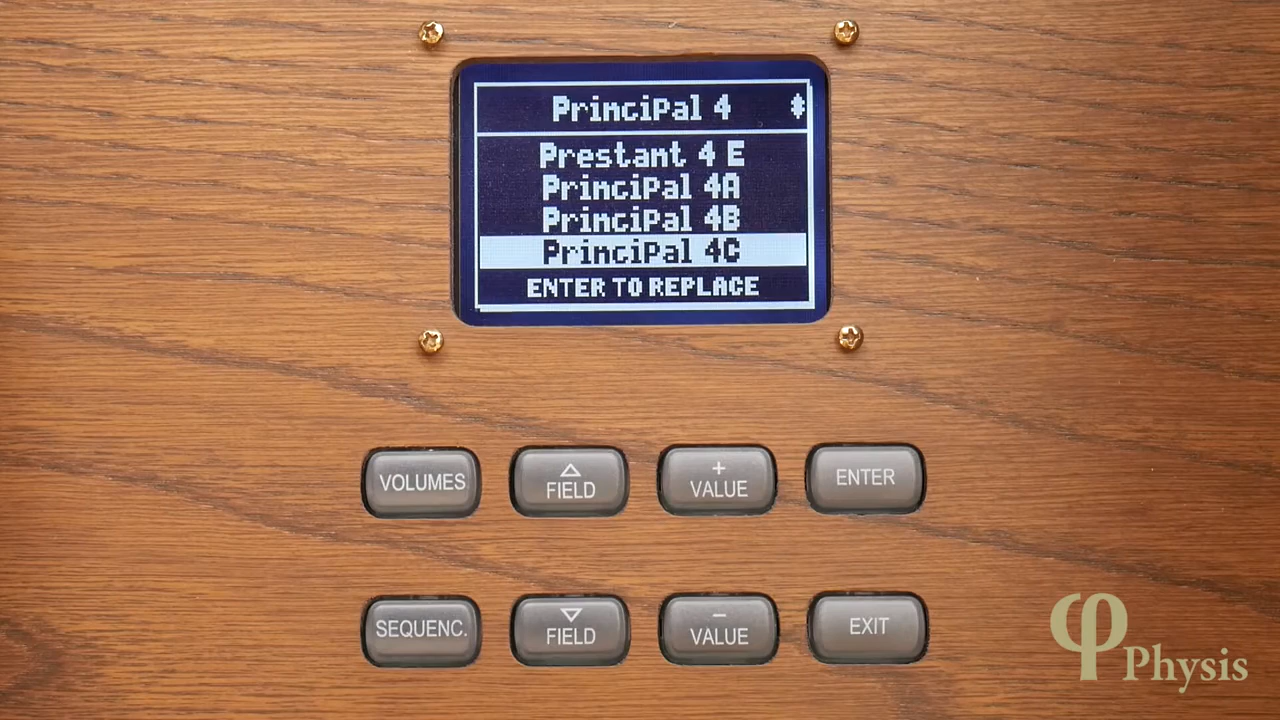 Principal 4
Prestant 4 E
Principal 4A
Principal 4B
Principal 4C
ENTER TO REPLACE
VOLUMES
FIELD
+
VALUE
ENTER
SEQUENC.
FIELD
−
VALUE
EXIT
φ Physis